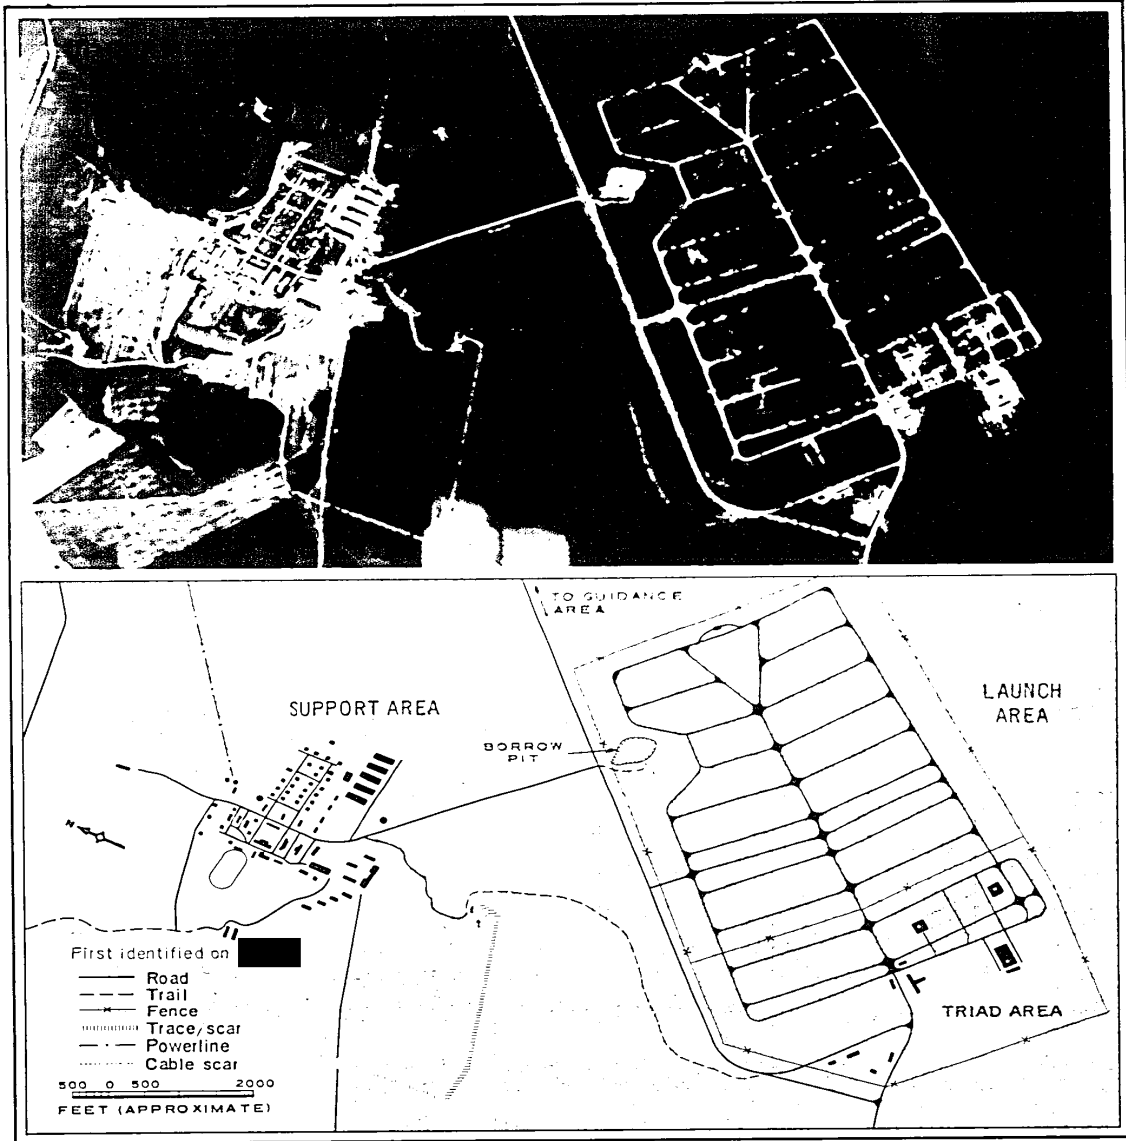 TO GUIDANCE
AREA
SUPPORT AREA
LAUNCH
AREA
BORROW
PIT
N
First identified on
Road
Trail
Fence
Trace/scar
Powerline
Cable scar
TRIAD AREA
500 0 500 2000
FEET (APPROXIMATE)